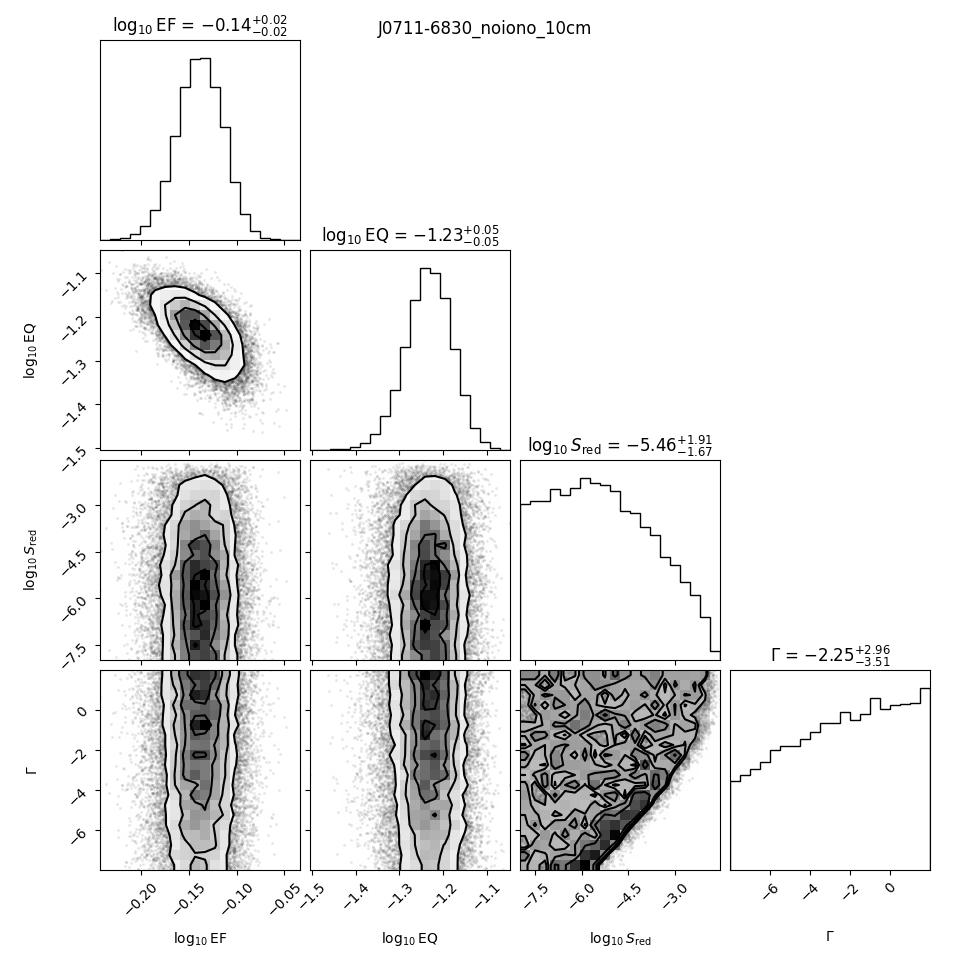 J0711-6830_noiono_10cm
log₁₀ EF = −0.14 +0.02 −0.02
log₁₀ EQ = −1.23 +0.05 −0.05
−1.1
−1.2
−1.3
−1.4
−1.5
log₁₀ EQ
log₁₀ S_red = −5.46 +1.91 −1.67
−3.0
−4.5
−6.0
−7.5
log₁₀ S_red
Γ = −2.25 +2.96 −3.51
0
−2
−4
−6
Γ
−0.20 −0.15 −0.10 −0.05
−1.5 −1.4 −1.3 −1.2 −1.1
−7.5 −6.0 −4.5 −3.0
−6 −4 −2 0
log₁₀ EF
log₁₀ EQ
log₁₀ S_red
Γ